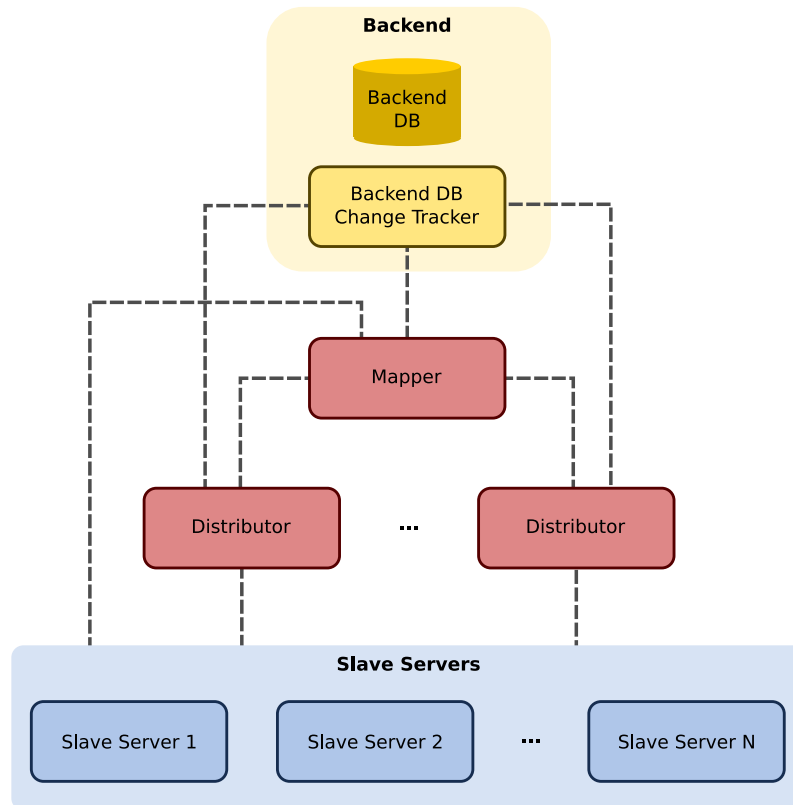 Backend
Backend
DB
Backend DB
Change Tracker
Mapper
Distributor
...
Distributor
Slave Servers
Slave Server 1
Slave Server 2
...
Slave Server N